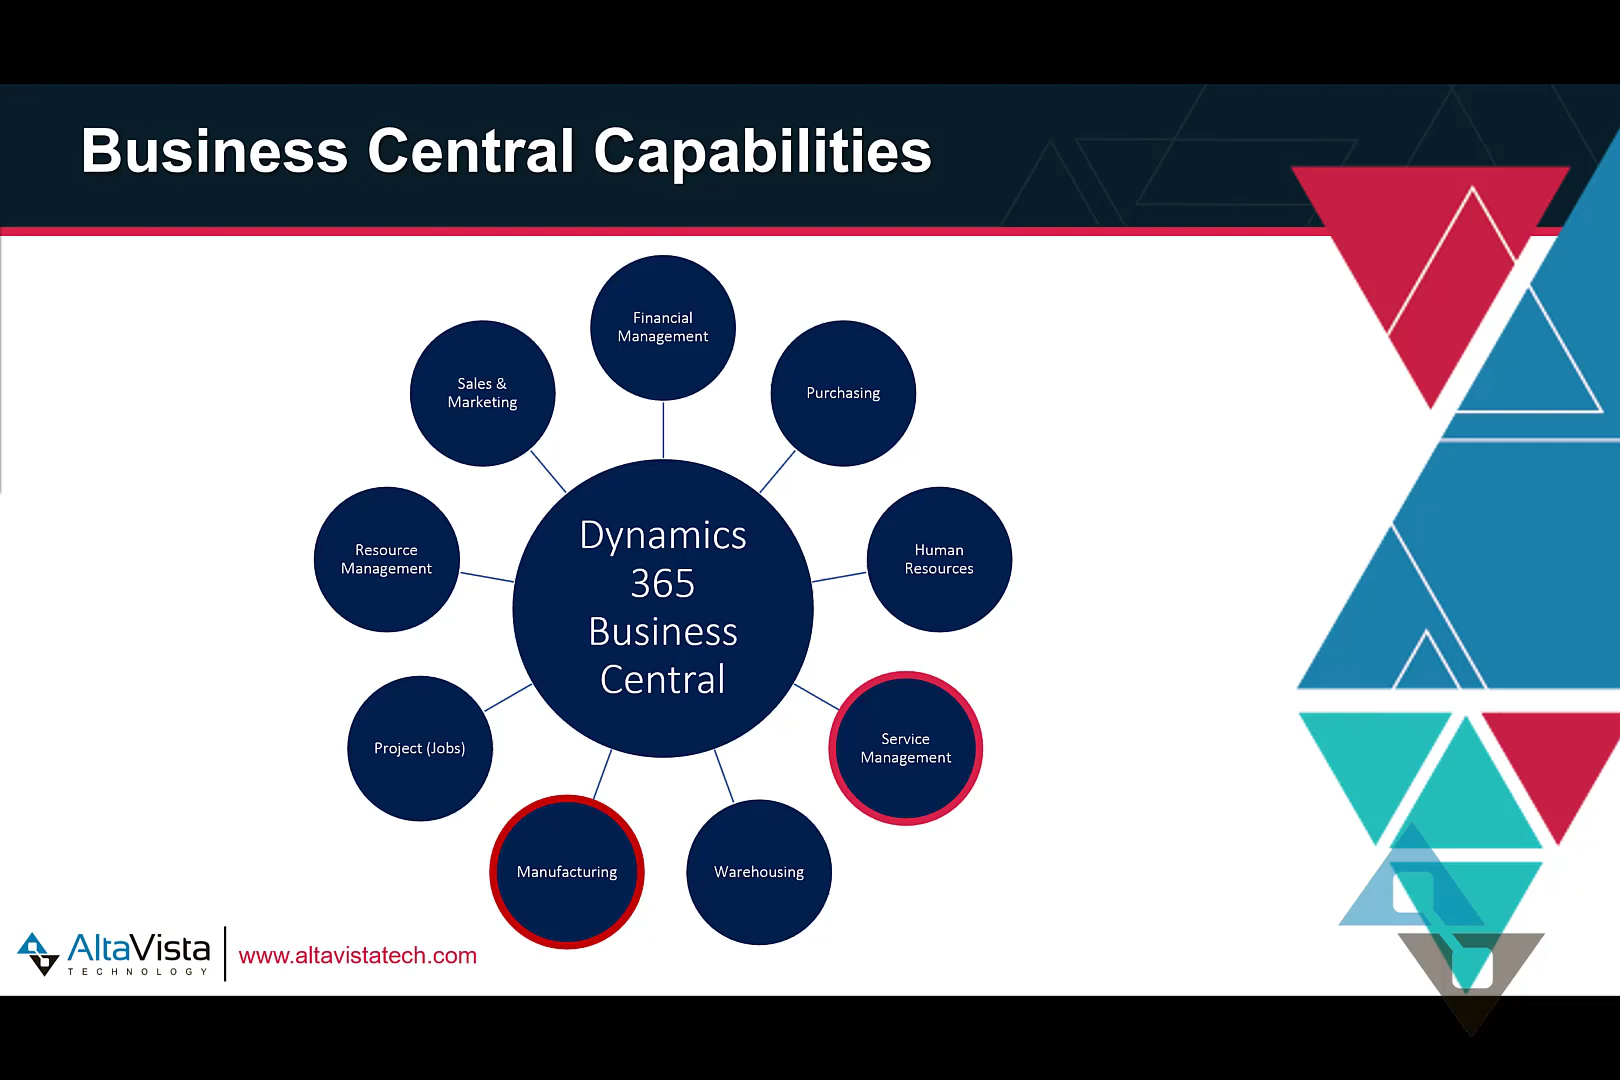 Business Central Capabilities
Financial
Management
Sales &
Marketing
Purchasing
Resource
Management
Human
Resources
Dynamics
365
Business
Central
Project (Jobs)
Service
Management
Manufacturing
Warehousing
AltaVista
TECHNOLOGY
www.altavistatech.com